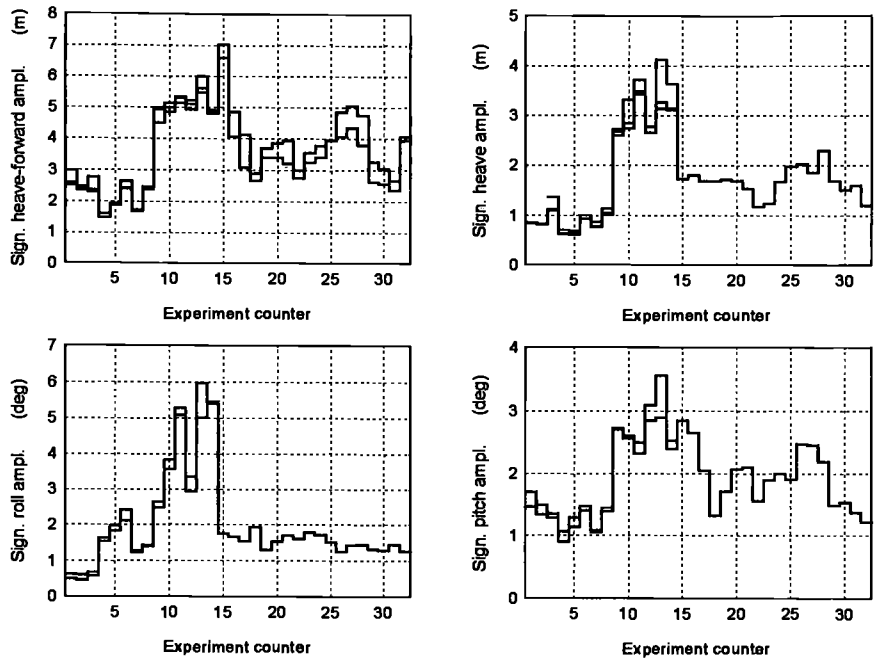 Sign. heave-forward ampl. (m)
8
7
6
5
4
3
2
1
0
5 10 15 20 25 30
Experiment counter
Sign. heave ampl. (m)
5
4
3
2
1
0
5 10 15 20 25 30
Experiment counter
Sign. roll ampl. (deg)
7
6
5
4
3
2
1
0
5 10 15 20 25 30
Experiment counter
Sign. pitch ampl. (deg)
4
3
2
1
0
5 10 15 20 25 30
Experiment counter